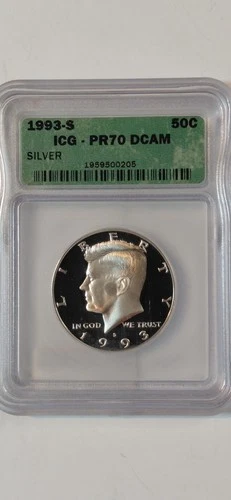 1993-S 50C
ICG · PR70 DCAM
SILVER
1959500205
LIBERTY
IN GOD WE TRUST
S
1993